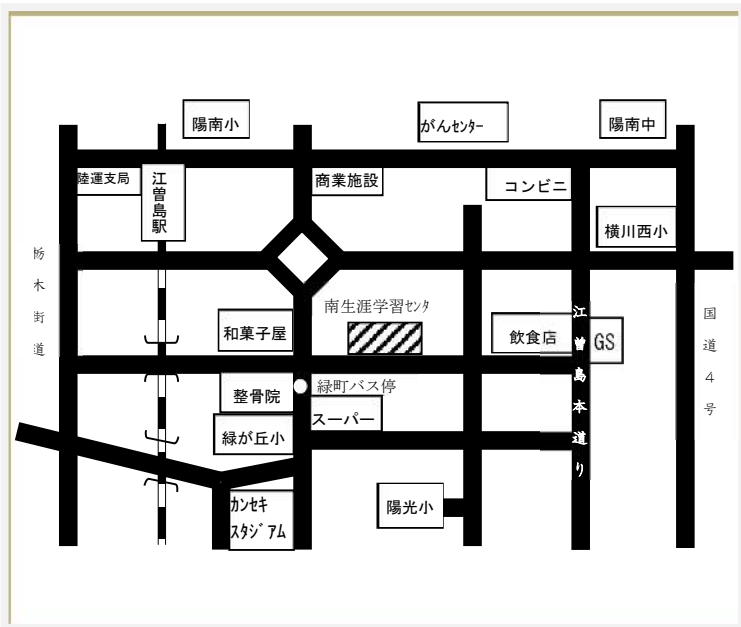 陽南小
がんセンター
陽南中
陸運支局
江曽島駅
商業施設
コンビニ
横川西小
栃木街道
南生涯学習センタ
国道4号
和菓子屋
飲食店
江曽島本道り
GS
整骨院
緑町バス停
スーパー
緑が丘小
カンセキ
スタジアム
陽光小